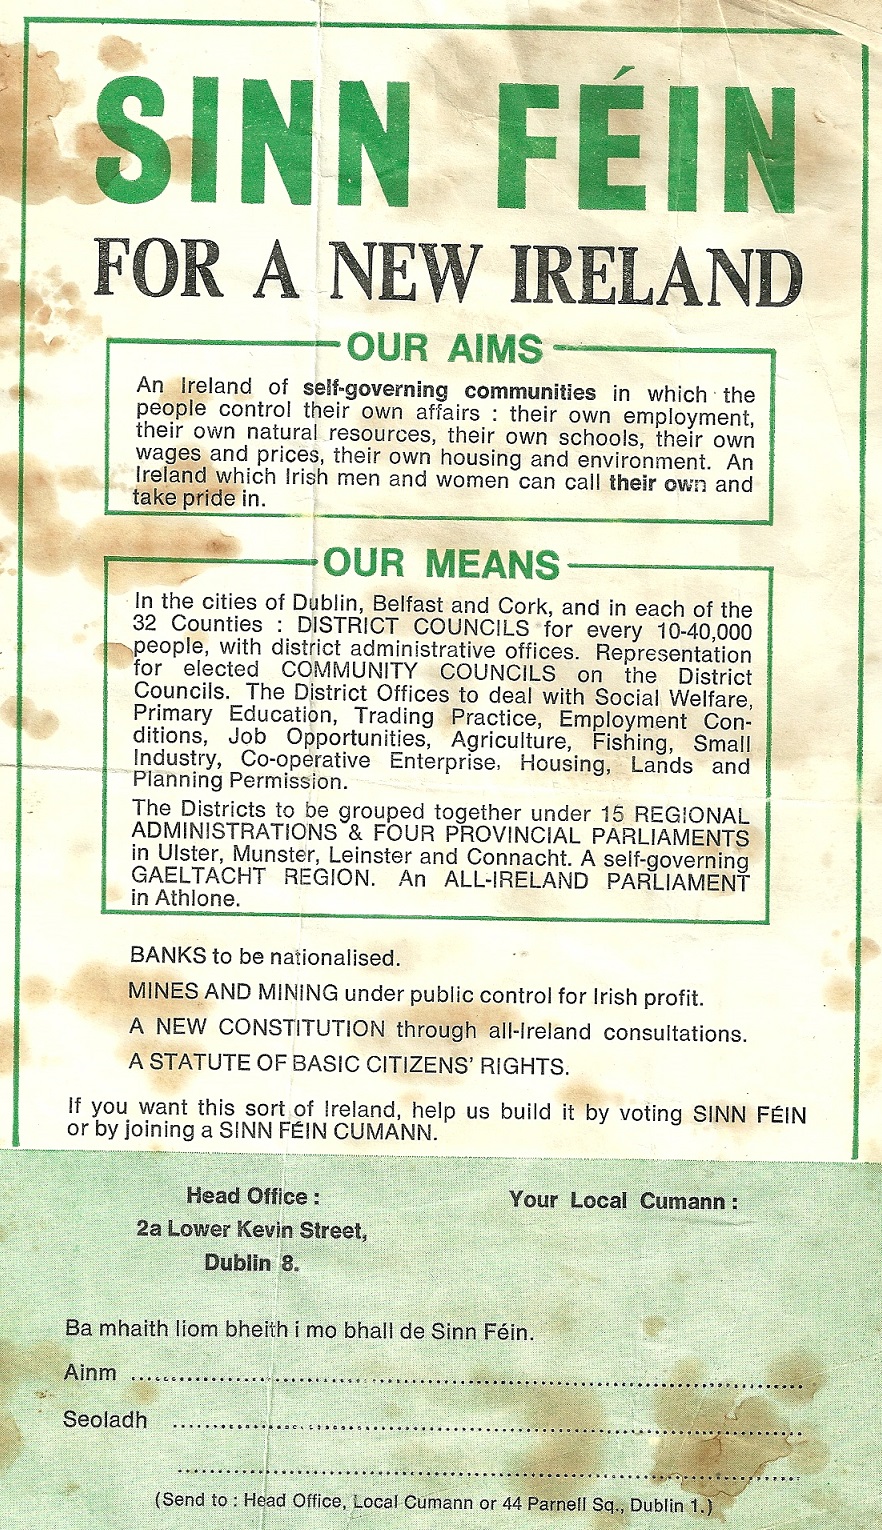 SINN FÉIN
FOR A NEW IRELAND
OUR AIMS
An Ireland of self-governing communities in which the
people control their own affairs : their own employment,
their own natural resources, their own schools, their own
wages and prices, their own housing and environment. An
Ireland which Irish men and women can call their own and
take pride in.
OUR MEANS
In the cities of Dublin, Belfast and Cork, and in each of the
32 Counties : DISTRICT COUNCILS for every 10-40,000
people, with district administrative offices. Representation
for elected COMMUNITY COUNCILS on the District
Councils. The District Offices to deal with Social Welfare,
Primary Education, Trading Practice, Employment Con-
ditions, Job Opportunities, Agriculture, Fishing, Small
Industry, Co-operative Enterprise, Housing, Lands and
Planning Permission.
The Districts to be grouped together under 15 REGIONAL
ADMINISTRATIONS & FOUR PROVINCIAL PARLIAMENTS
in Ulster, Munster, Leinster and Connacht. A self-governing
GAELTACHT REGION. An ALL-IRELAND PARLIAMENT
in Athlone.
BANKS to be nationalised.
MINES AND MINING under public control for Irish profit.
A NEW CONSTITUTION through all-Ireland consultations.
A STATUTE OF BASIC CITIZENS' RIGHTS.
If you want this sort of Ireland, help us build it by voting SINN FÉIN
or by joining a SINN FÉIN CUMANN.
Head Office :
2a Lower Kevin Street,
Dublin 8.
Your Local Cumann :
Ba mhaith liom bheith i mo bhall de Sinn Féin.
Ainm
Seoladh
(Send to : Head Office, Local Cumann or 44 Parnell Sq., Dublin 1.)